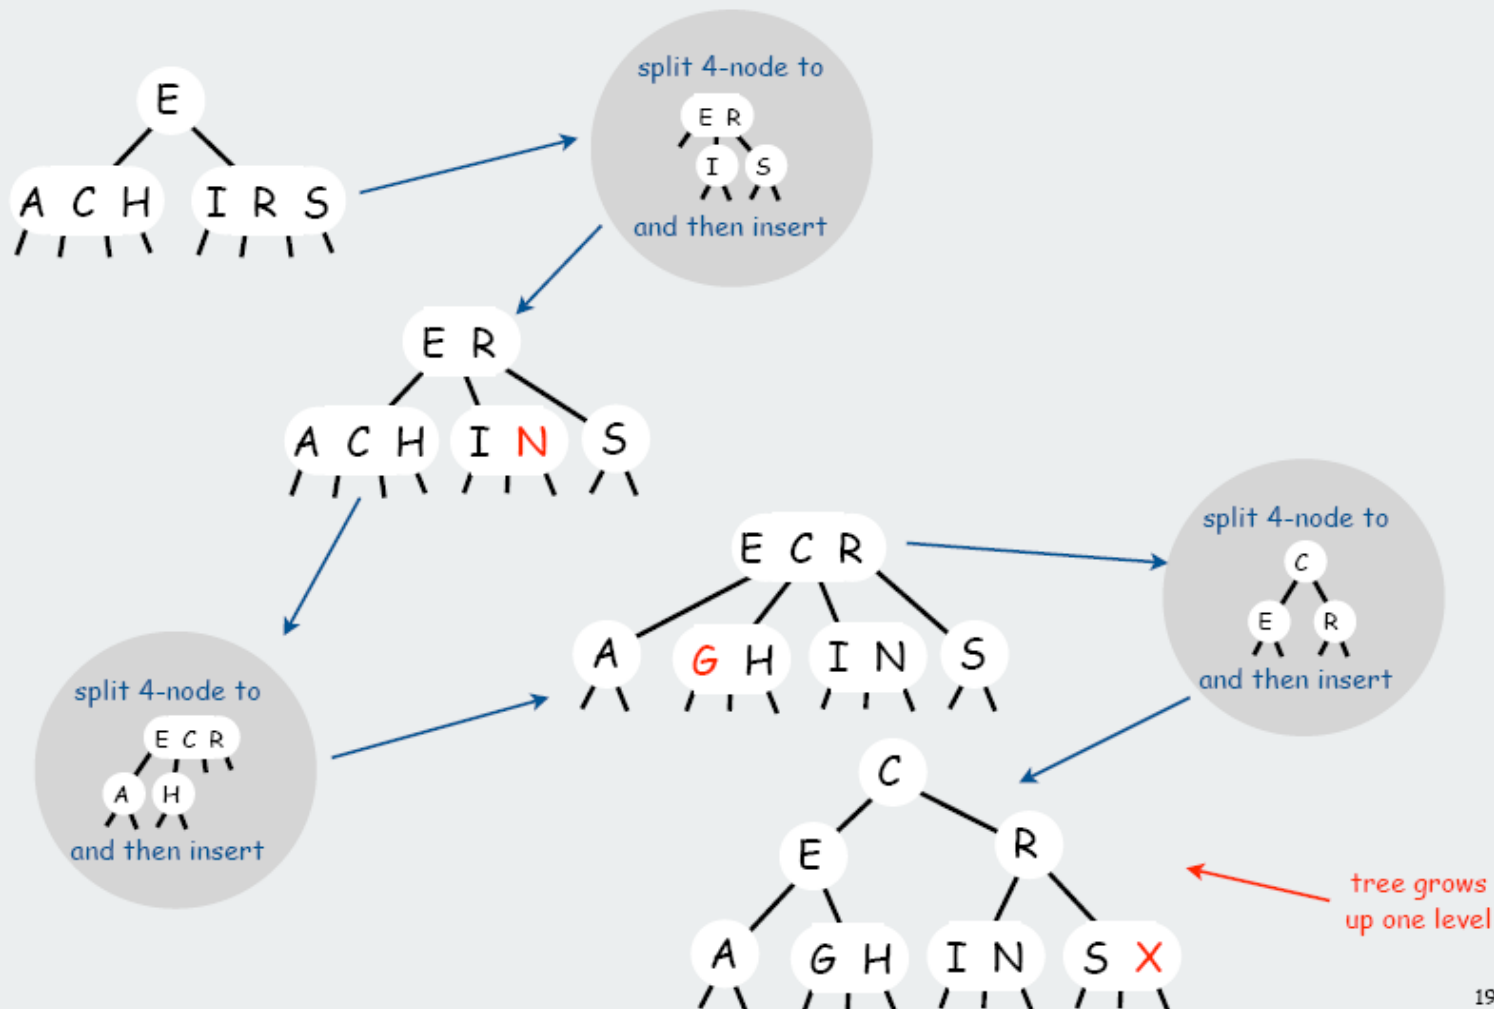 E
A C H I R S
split 4-node to
E R
I S
and then insert
E R
A C H I N S
split 4-node to
E C R
A H
and then insert
E C R
A G H I N S
split 4-node to
C
E R
and then insert
C
E R
A G H I N S X
tree grows
up one level
19